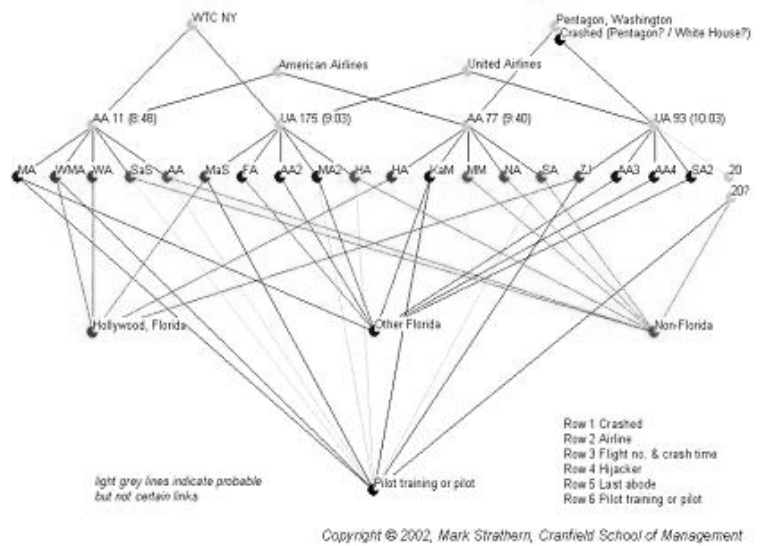 WTC NY
Pentagon, Washington
Crashed (Pentagon? / White House?)
American Airlines
United Airlines
AA 11 (8:48)
UA 175 (9:03)
AA 77 (9:40)
UA 93 (10:03)
MA WMA WA SaS AA MaS FA AA2 MA2 HA HA KaM MM NA SA ZJ AA3 AA4 SA2 20
20?
Hollywood, Florida
Other Florida
Non-Florida
Row 1 Crashed
Row 2 Airline
Row 3 Flight no. & crash time
Row 4 Hijacker
Row 5 Last abode
Row 6 Pilot training or pilot
light grey lines indicate probable
but not certain links
Pilot training or pilot
Copyright © 2002, Mark Strathern, Cranfield School of Management